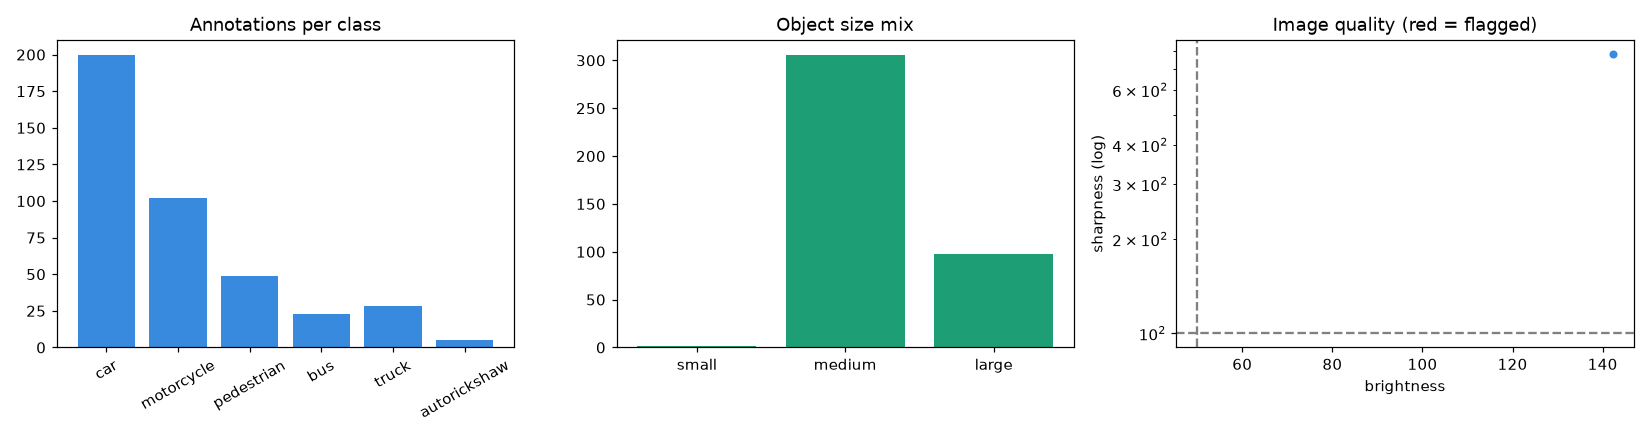 Annotations per class
200
175
150
125
100
75
50
25
0
car
motorcycle
pedestrian
bus
truck
autorickshaw
Object size mix
300
250
200
150
100
50
0
small
medium
large
Image quality (red = flagged)
sharpness (log)
6 × 10²
4 × 10²
3 × 10²
2 × 10²
10²
60
80
100
120
140
brightness